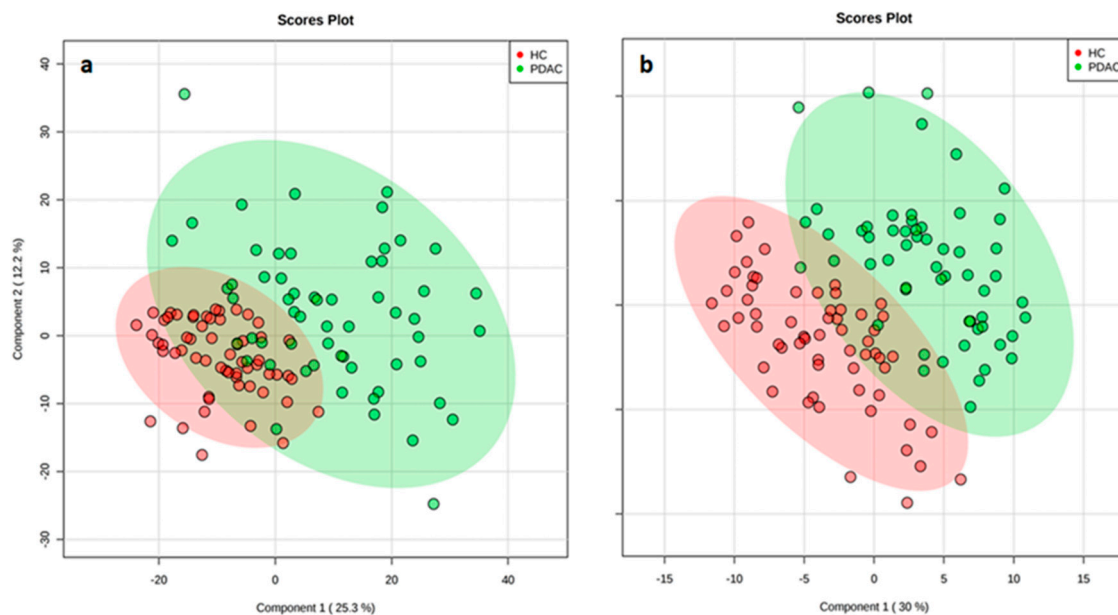 Scores Plot
a
HC
PDAC
40
30
20
10
0
-10
-20
-30
Component 2 ( 12.2 %)
-20
0
20
40
Component 1 ( 25.3 %)
Scores Plot
b
HC
PDAC
-15
-10
-5
0
5
10
15
Component 1 ( 30 %)